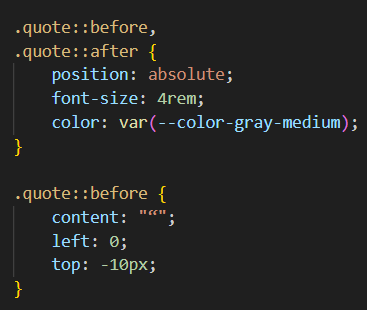 .quote::before,
.quote::after {
    position: absolute;
    font-size: 4rem;
    color: var(--color-gray-medium);
}

.quote::before {
    content: "“";
    left: 0;
    top: -10px;
}